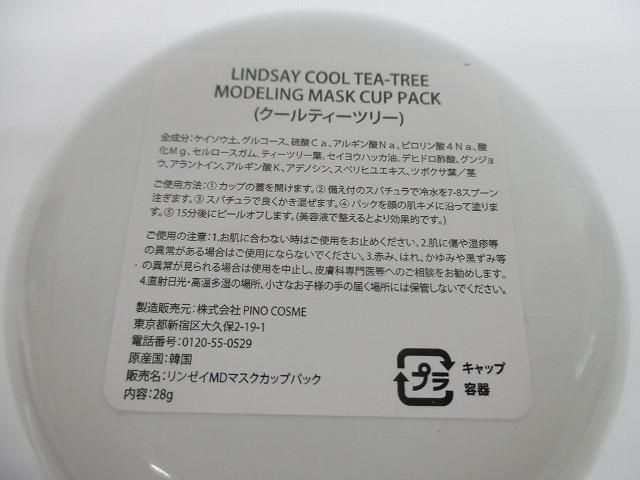 LINDSAY COOL TEA-TREE
MODELING MASK CUP PACK
(クールティーツリー)
全成分:ケイソウ土、グルコース、硫酸Ca、アルギン酸Na、ピロリン酸4Na、酸
化Mg、セルロースガム、ティーツリー葉、セイヨウハッカ油、デヒドロ酢酸、グンジョ
ウ、アラントイン、アルギン酸K、アデノシン、スベリヒユエキス、ツボクサ葉/茎
ご使用方法:① カップの蓋を開けます。② 備え付のスパチュラで冷水を7-8スプーン
注ぎます。③ スパチュラで良くかき混ぜます。④ パックを顔の肌キメに沿って塗りま
す。⑤ 15分後にピールオフします。(美容液で整えるとより効果的です。)
ご使用の注意:1.お肌に合わない時はご使用をお止めください。2.肌に傷や湿疹等
の異常がある場合はご使用にならないでください。3.赤み、はれ、かゆみや黒ずみ等
の異常が見られる場合は使用を中止し、皮膚科専門医等へのご相談をお勧めします。
4.直射日光・高温多湿の場所、小さなお子様の手の届く場所には保管しないでください。
製造販売元:株式会社 PINO COSME
東京都新宿区大久保2-19-1
電話番号:0120-55-0529
原産国:韓国
販売名:リンゼイMDマスクカップパック
内容:28g
プラ
キャップ
容器